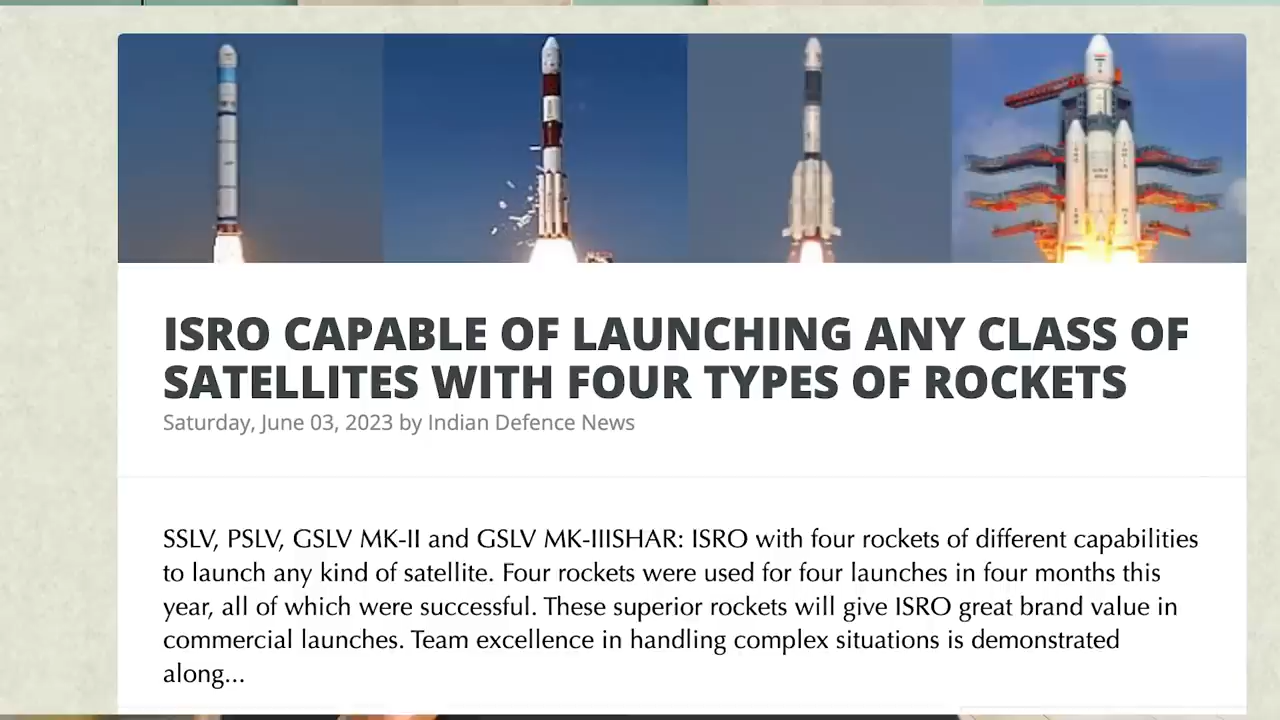 ISRO CAPABLE OF LAUNCHING ANY CLASS OF
SATELLITES WITH FOUR TYPES OF ROCKETS
Saturday, June 03, 2023 by Indian Defence News
SSLV, PSLV, GSLV MK-II and GSLV MK-IIISHAR: ISRO with four rockets of different capabilities
to launch any kind of satellite. Four rockets were used for four launches in four months this
year, all of which were successful. These superior rockets will give ISRO great brand value in
commercial launches. Team excellence in handling complex situations is demonstrated
along...